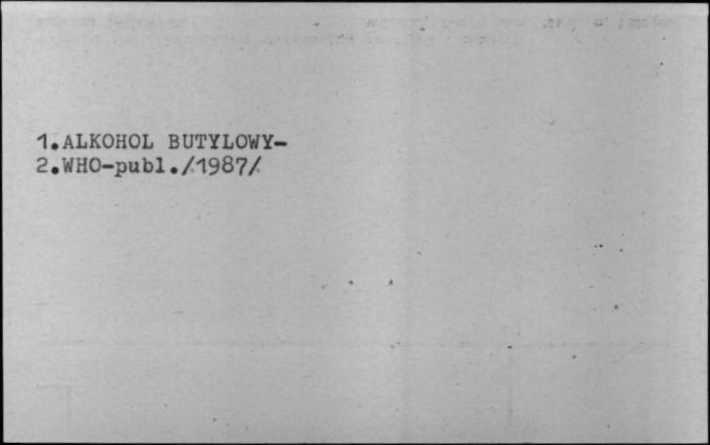 1.ALKOHOL BUTYLOWY-
2.WHO-publ./1987/